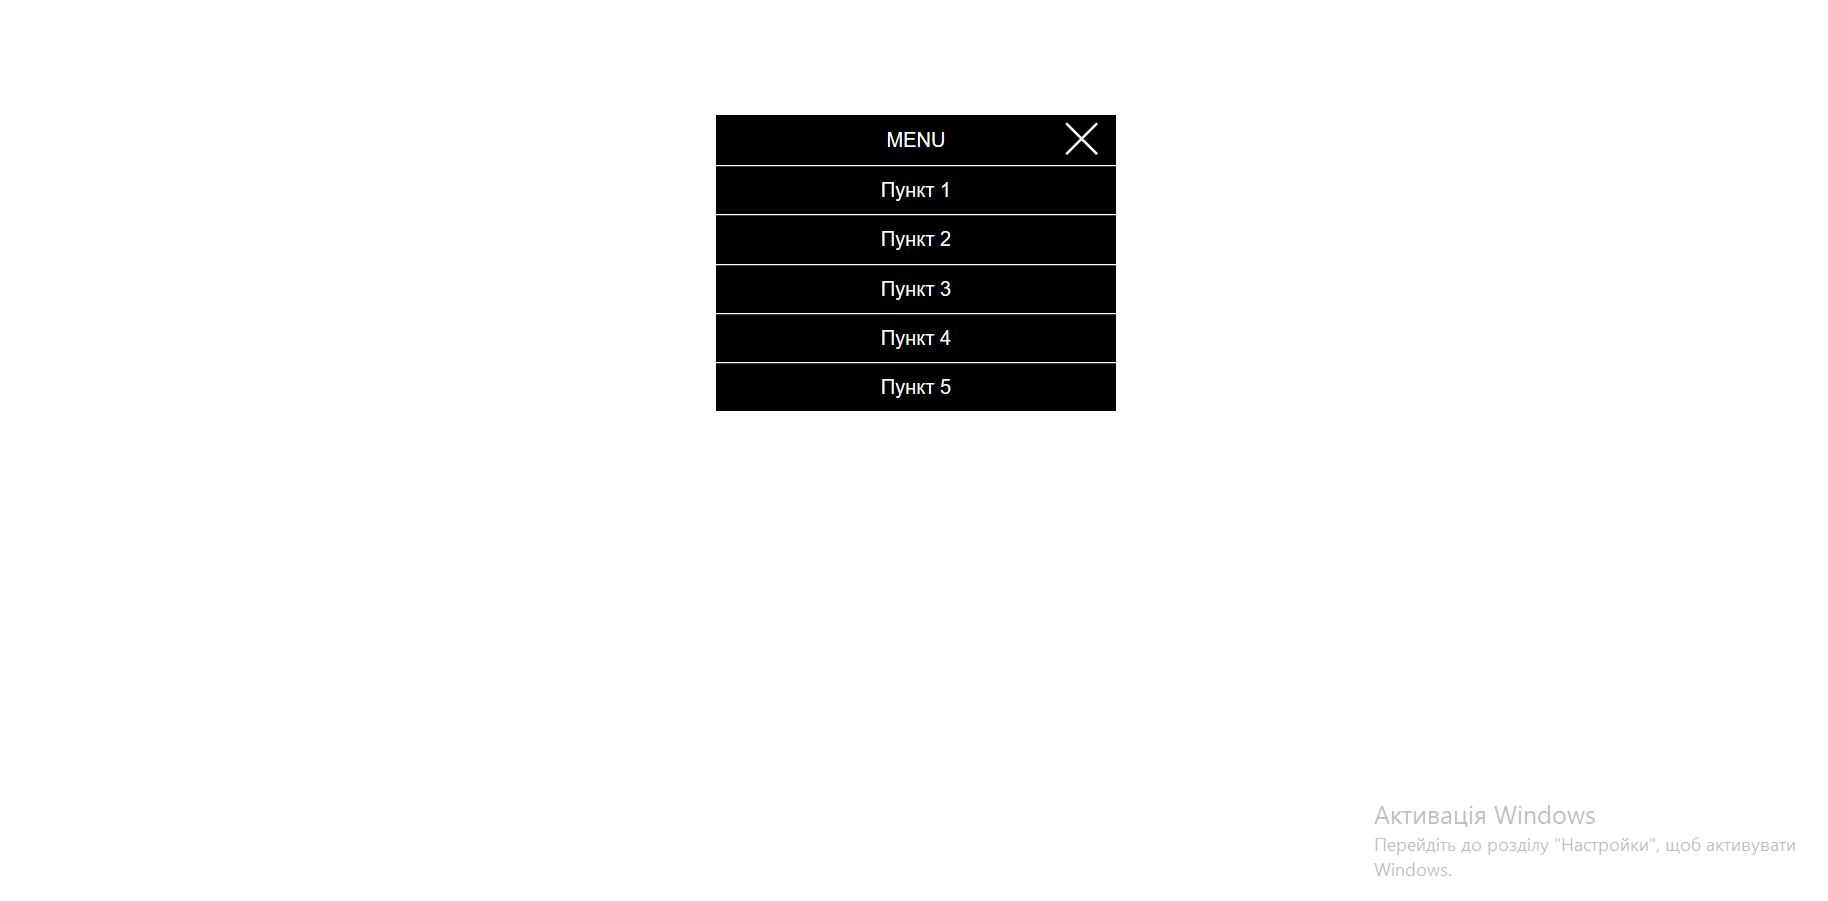 MENU
Пункт 1
Пункт 2
Пункт 3
Пункт 4
Пункт 5
Активація Windows
Перейдіть до розділу "Настройки", щоб активувати
Windows.